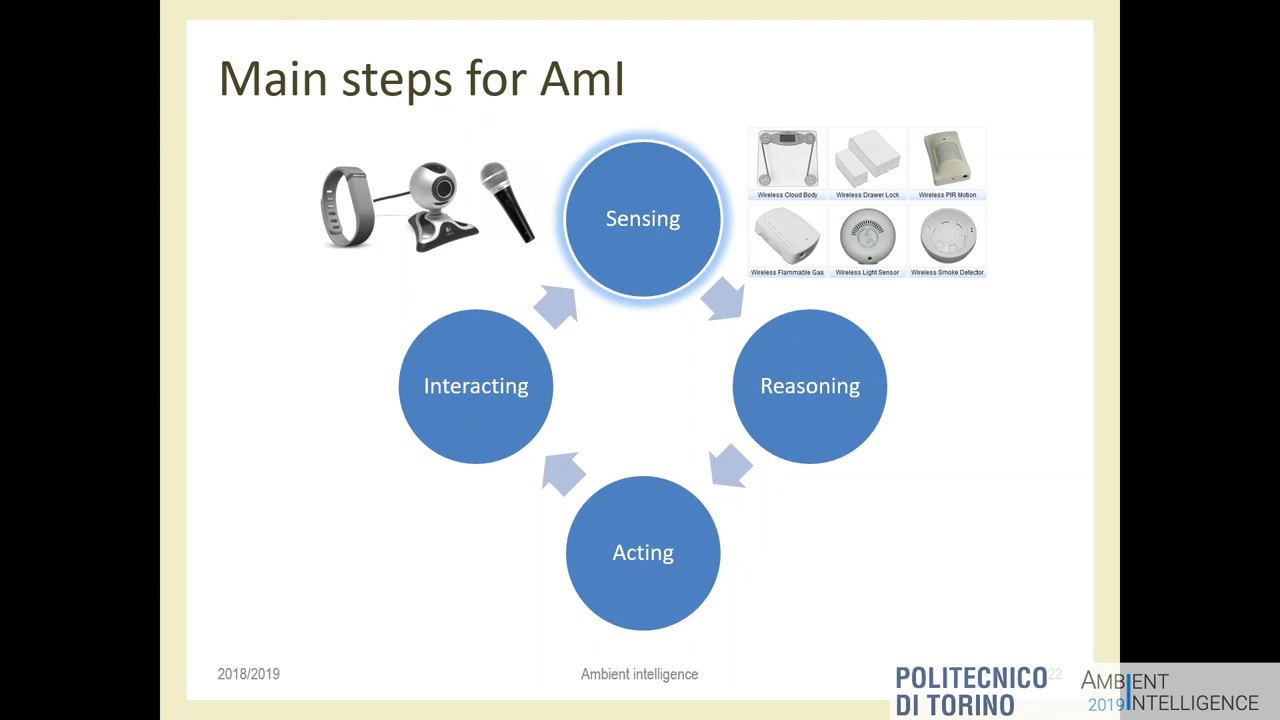 Main steps for AmI
Sensing
Wireless Cloud Body
Wireless Drawer Lock
Wireless PIR Motion
Wireless Flammable Gas
Wireless Light Sensor
Wireless Smoke Detector
Interacting
Reasoning
Acting
2018/2019
Ambient intelligence
22
POLITECNICO
DI TORINO
AMBIENT
2019 INTELLIGENCE